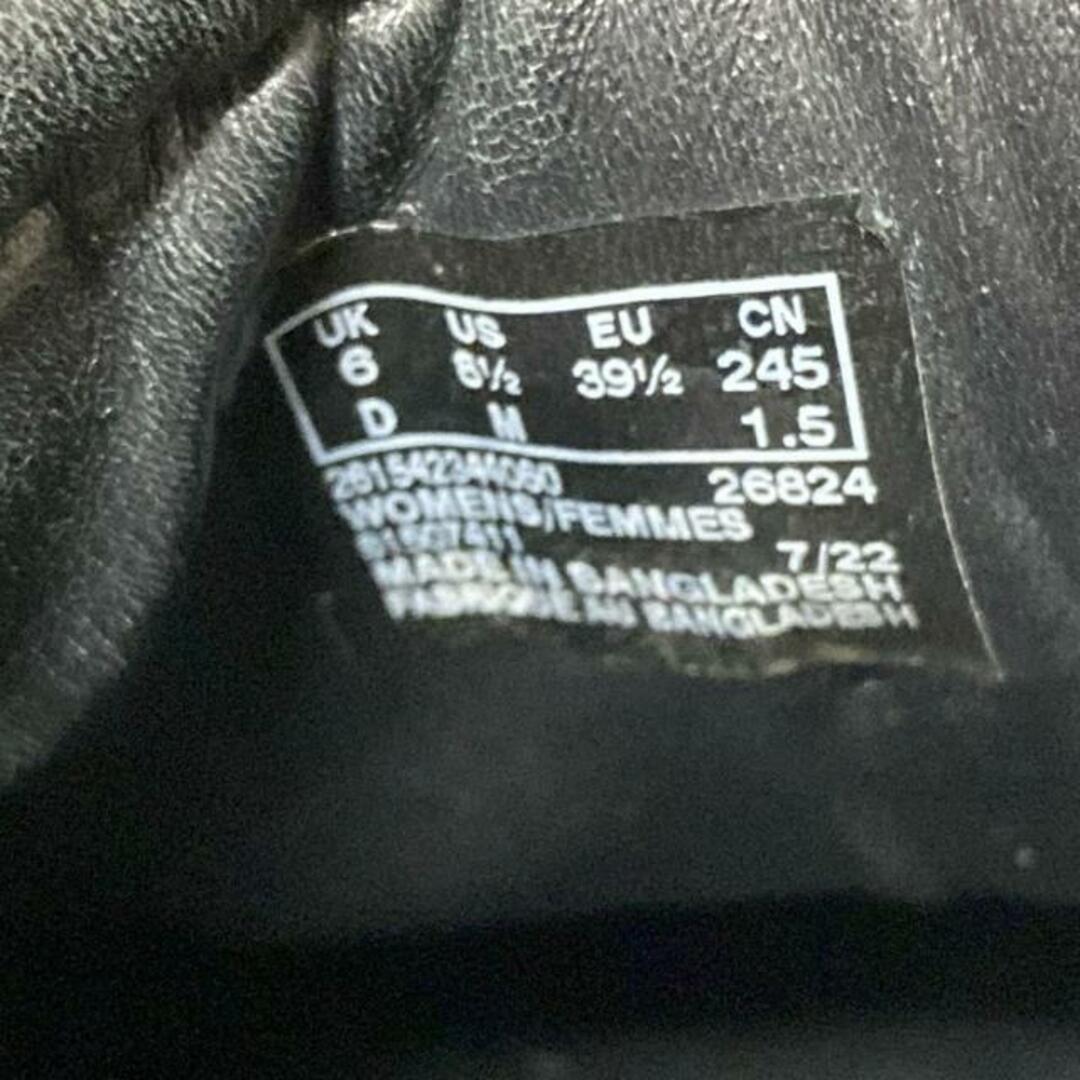 UK US EU CN
6 8½ 39½ 245
D M 1.5
26824
WOMENS/FEMMES
7/22
MADE IN BANGLADESH
FABRIQUE AU BANGLADESH